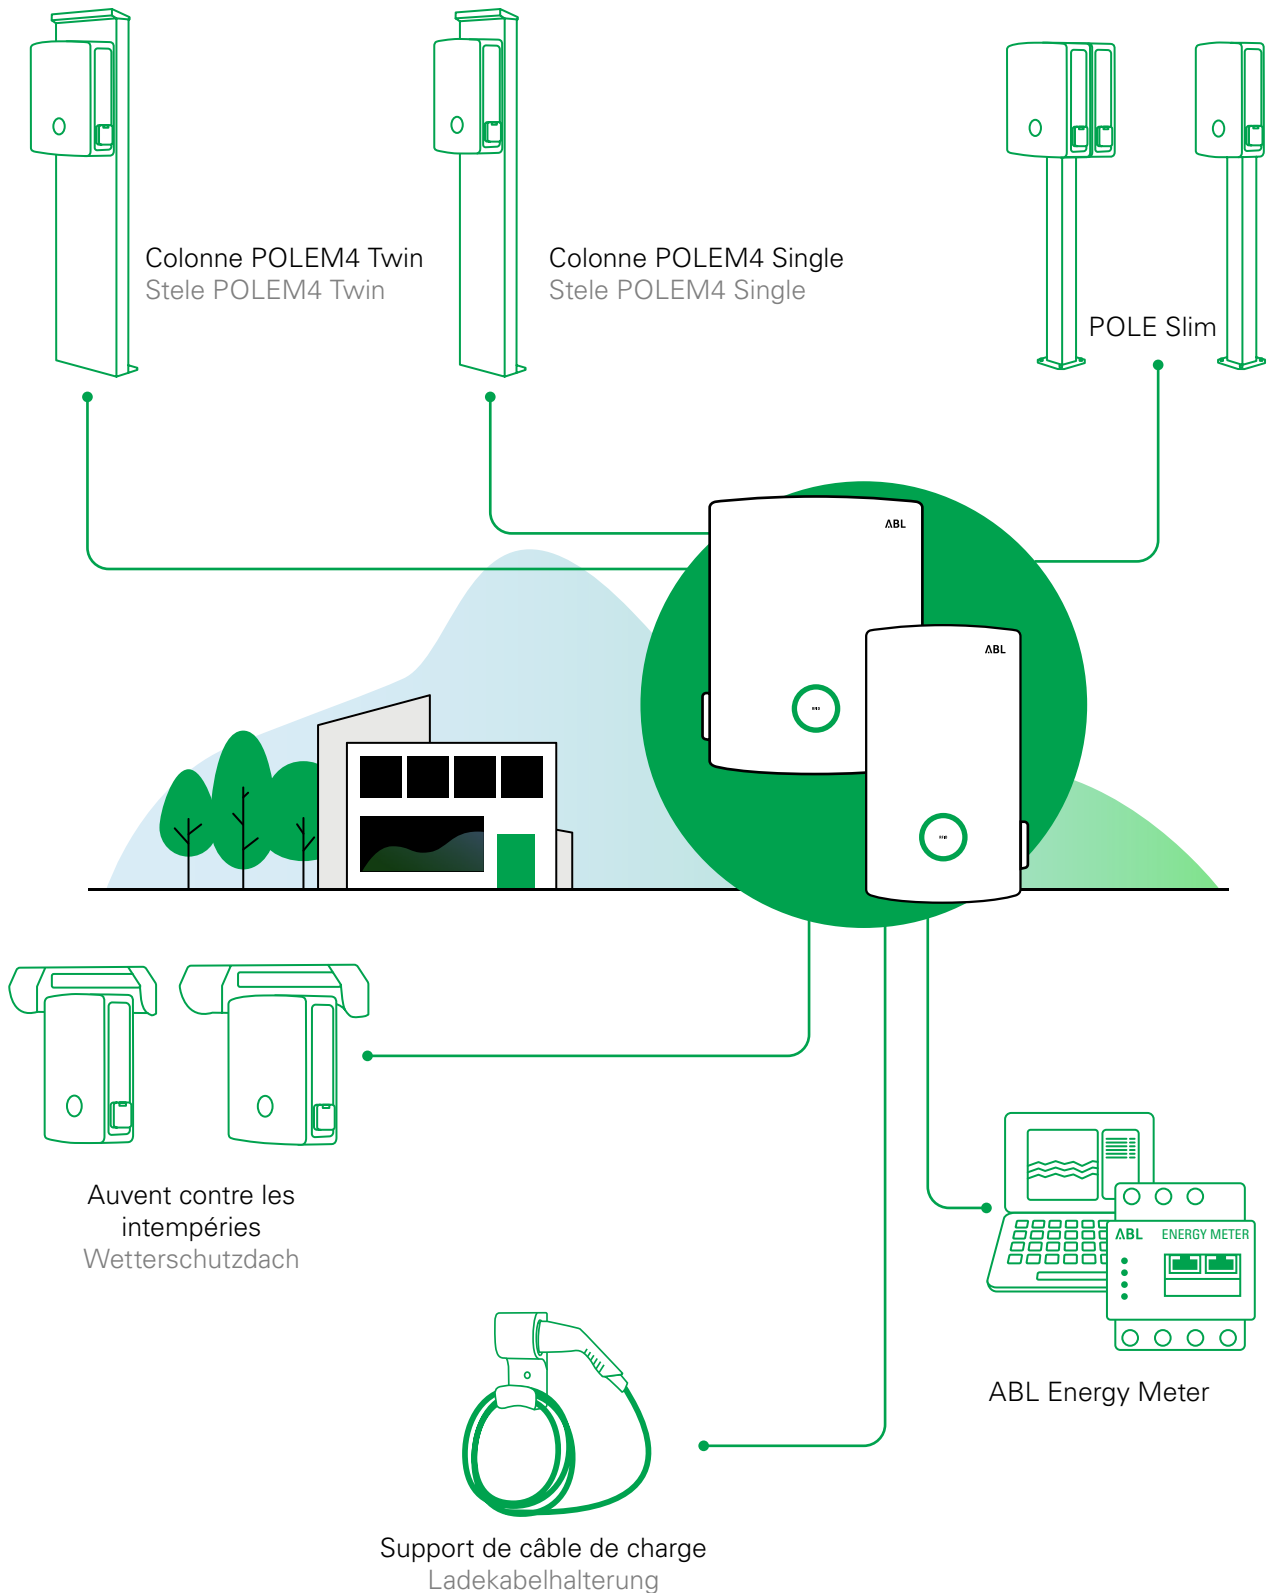 Colonne POLEM4 Twin
Stele POLEM4 Twin
Colonne POLEM4 Single
Stele POLEM4 Single
POLE Slim
ABL
ABL
Auvent contre les
intempéries
Wetterschutzdach
ABL ENERGY METER
ABL Energy Meter
Support de câble de charge
Ladekabelhalterung